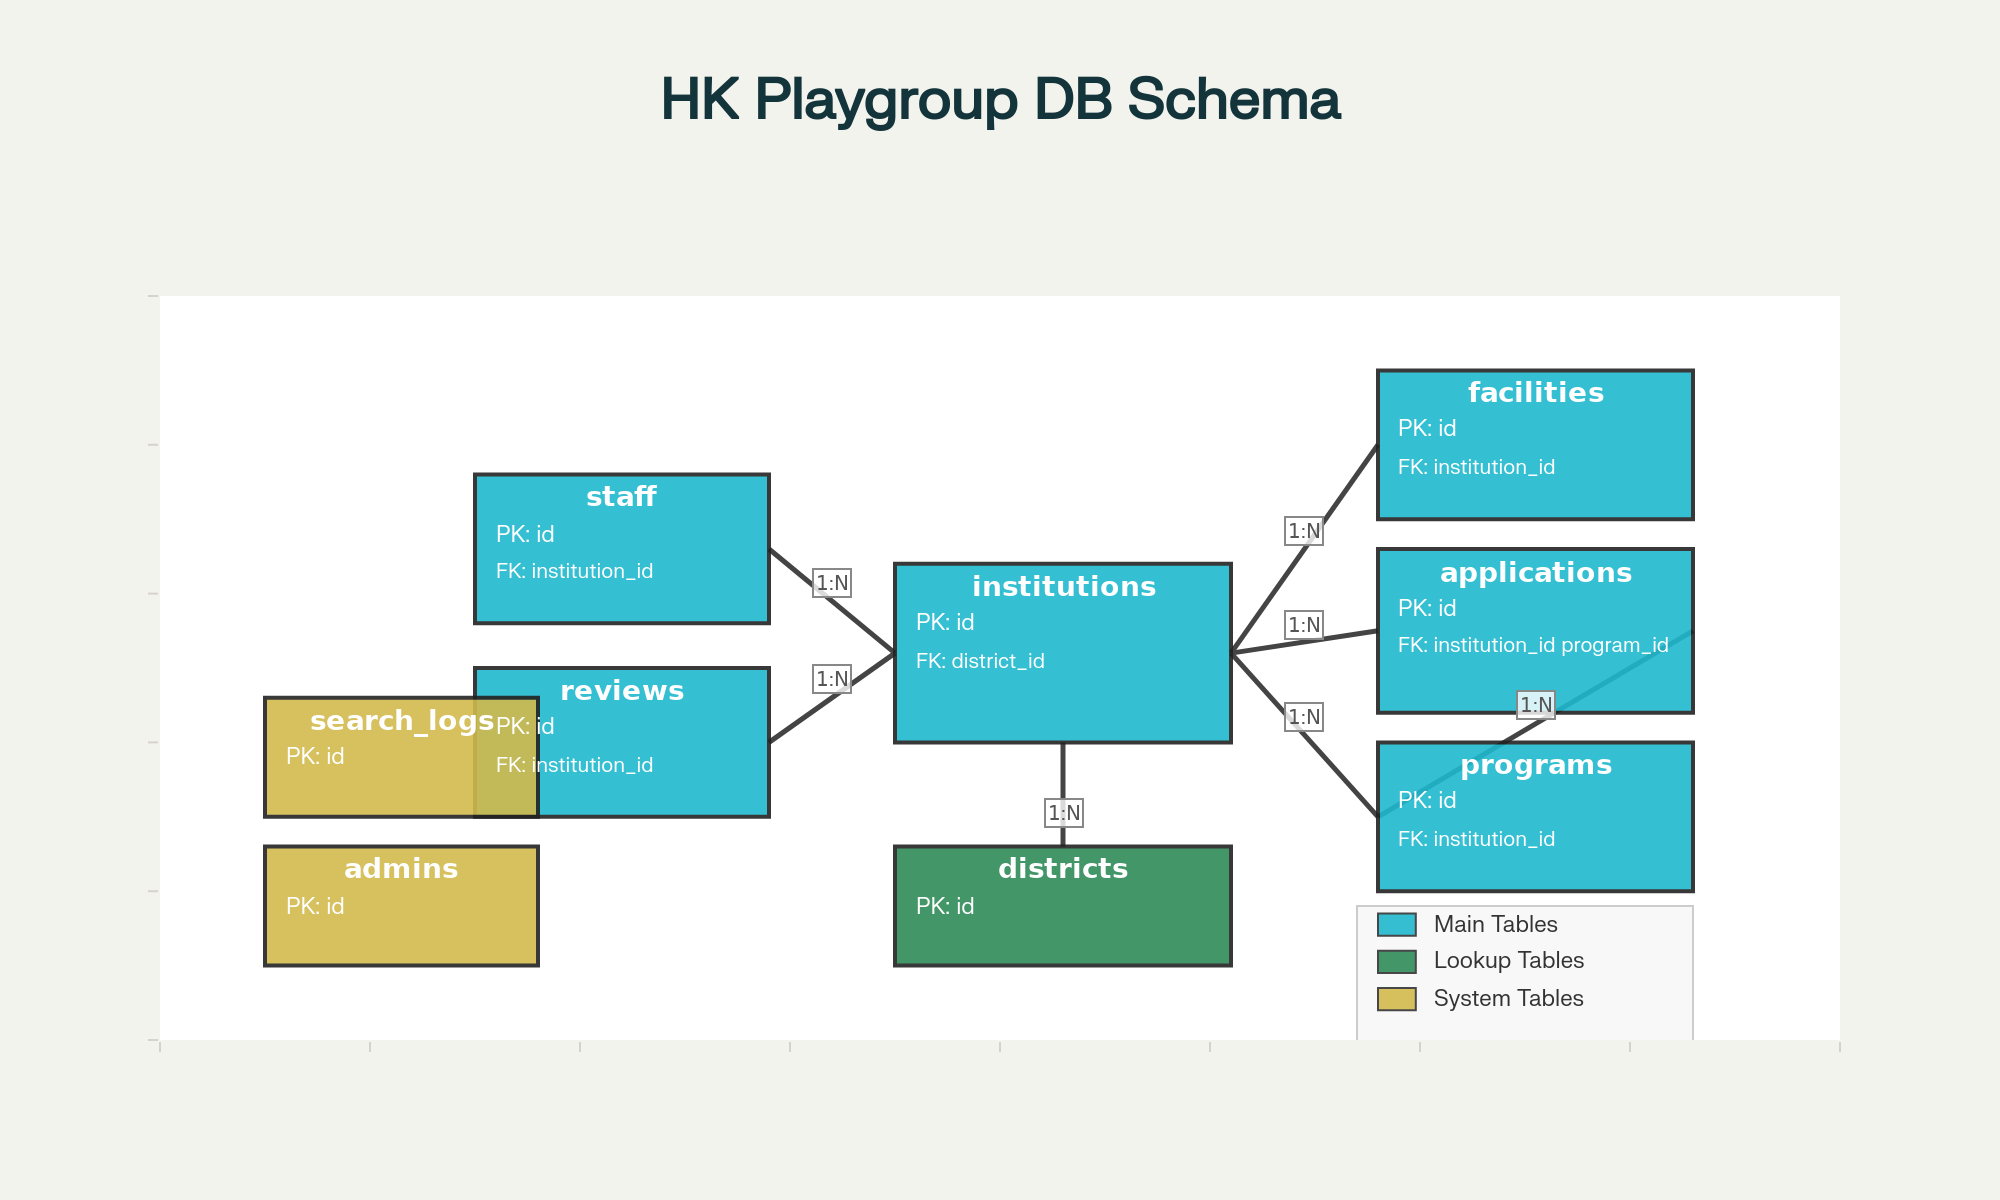 HK Playgroup DB Schema
facilities
PK: id
FK: institution_id
staff
PK: id
FK: institution_id
1:N
1:N
institutions
PK: id
FK: district_id
applications
PK: id
FK: institution_id program_id
1:N
1:N
reviews
PK: id
FK: institution_id
search_logs
PK: id
1:N
1:N
programs
PK: id
FK: institution_id
1:N
admins
PK: id
districts
PK: id
Main Tables
Lookup Tables
System Tables